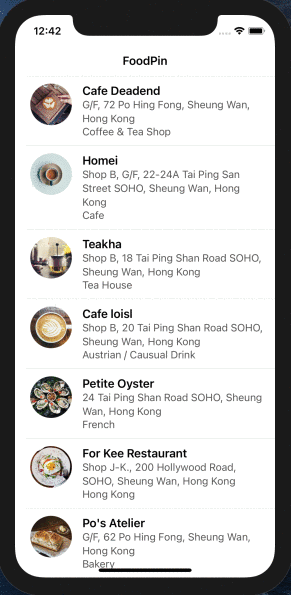 12:42
FoodPin
Cafe Deadend
G/F, 72 Po Hing Fong, Sheung Wan,
Hong Kong
Coffee & Tea Shop
Homei
Shop B, G/F, 22-24A Tai Ping San
Street SOHO, Sheung Wan, Hong
Kong
Cafe
Teakha
Shop B, 18 Tai Ping Shan Road SOHO,
Sheung Wan, Hong Kong
Tea House
Cafe loisl
Shop B, 20 Tai Ping Shan Road SOHO,
Sheung Wan, Hong Kong
Austrian / Causual Drink
Petite Oyster
24 Tai Ping Shan Road SOHO, Sheung
Wan, Hong Kong
French
For Kee Restaurant
Shop J-K., 200 Hollywood Road,
SOHO, Sheung Wan, Hong Kong
Hong Kong
Po's Atelier
G/F, 62 Po Hing Fong, Sheung Wan,
Hong Kong
Bakery